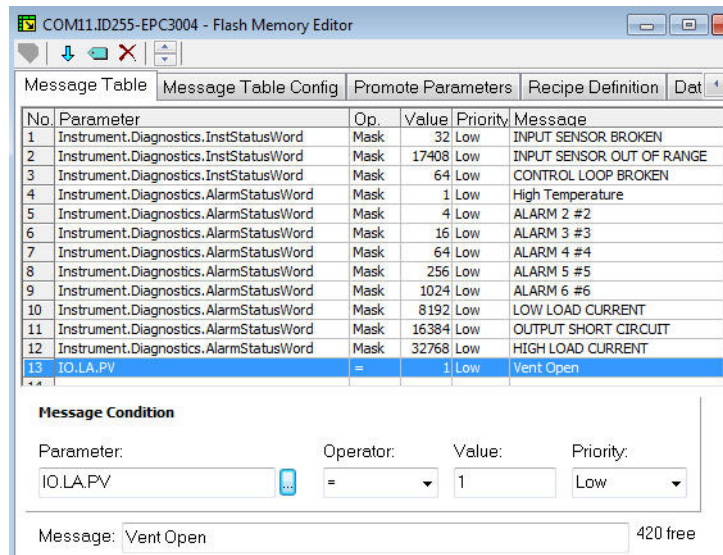 COM11.ID255-EPC3004 - Flash Memory Editor
Message Table Message Table Config Promote Parameters Recipe Definition Dat
No. Parameter Op. Value Priority Message
1 Instrument.Diagnostics.InstStatusWord Mask 32 Low INPUT SENSOR BROKEN
2 Instrument.Diagnostics.InstStatusWord Mask 17408 Low INPUT SENSOR OUT OF RANGE
3 Instrument.Diagnostics.InstStatusWord Mask 64 Low CONTROL LOOP BROKEN
4 Instrument.Diagnostics.AlarmStatusWord Mask 1 Low High Temperature
5 Instrument.Diagnostics.AlarmStatusWord Mask 4 Low ALARM 2 #2
6 Instrument.Diagnostics.AlarmStatusWord Mask 16 Low ALARM 3 #3
7 Instrument.Diagnostics.AlarmStatusWord Mask 64 Low ALARM 4 #4
8 Instrument.Diagnostics.AlarmStatusWord Mask 256 Low ALARM 5 #5
9 Instrument.Diagnostics.AlarmStatusWord Mask 1024 Low ALARM 6 #6
10 Instrument.Diagnostics.AlarmStatusWord Mask 8192 Low LOW LOAD CURRENT
11 Instrument.Diagnostics.AlarmStatusWord Mask 16384 Low OUTPUT SHORT CIRCUIT
12 Instrument.Diagnostics.AlarmStatusWord Mask 32768 Low HIGH LOAD CURRENT
13 IO.LA.PV = 1 Low Vent Open
Message Condition
Parameter: Operator: Value: Priority:
IO.LA.PV ... = 1 Low
Message: Vent Open 420 free